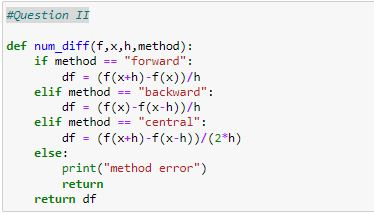 #Question II
def num_diff(f,x,h,method):
    if method == "forward":
        df = (f(x+h)-f(x))/h
    elif method == "backward":
        df = (f(x)-f(x-h))/h
    elif method == "central":
        df = (f(x+h)-f(x-h))/(2*h)
    else:
        print("method error")
        return
    return df